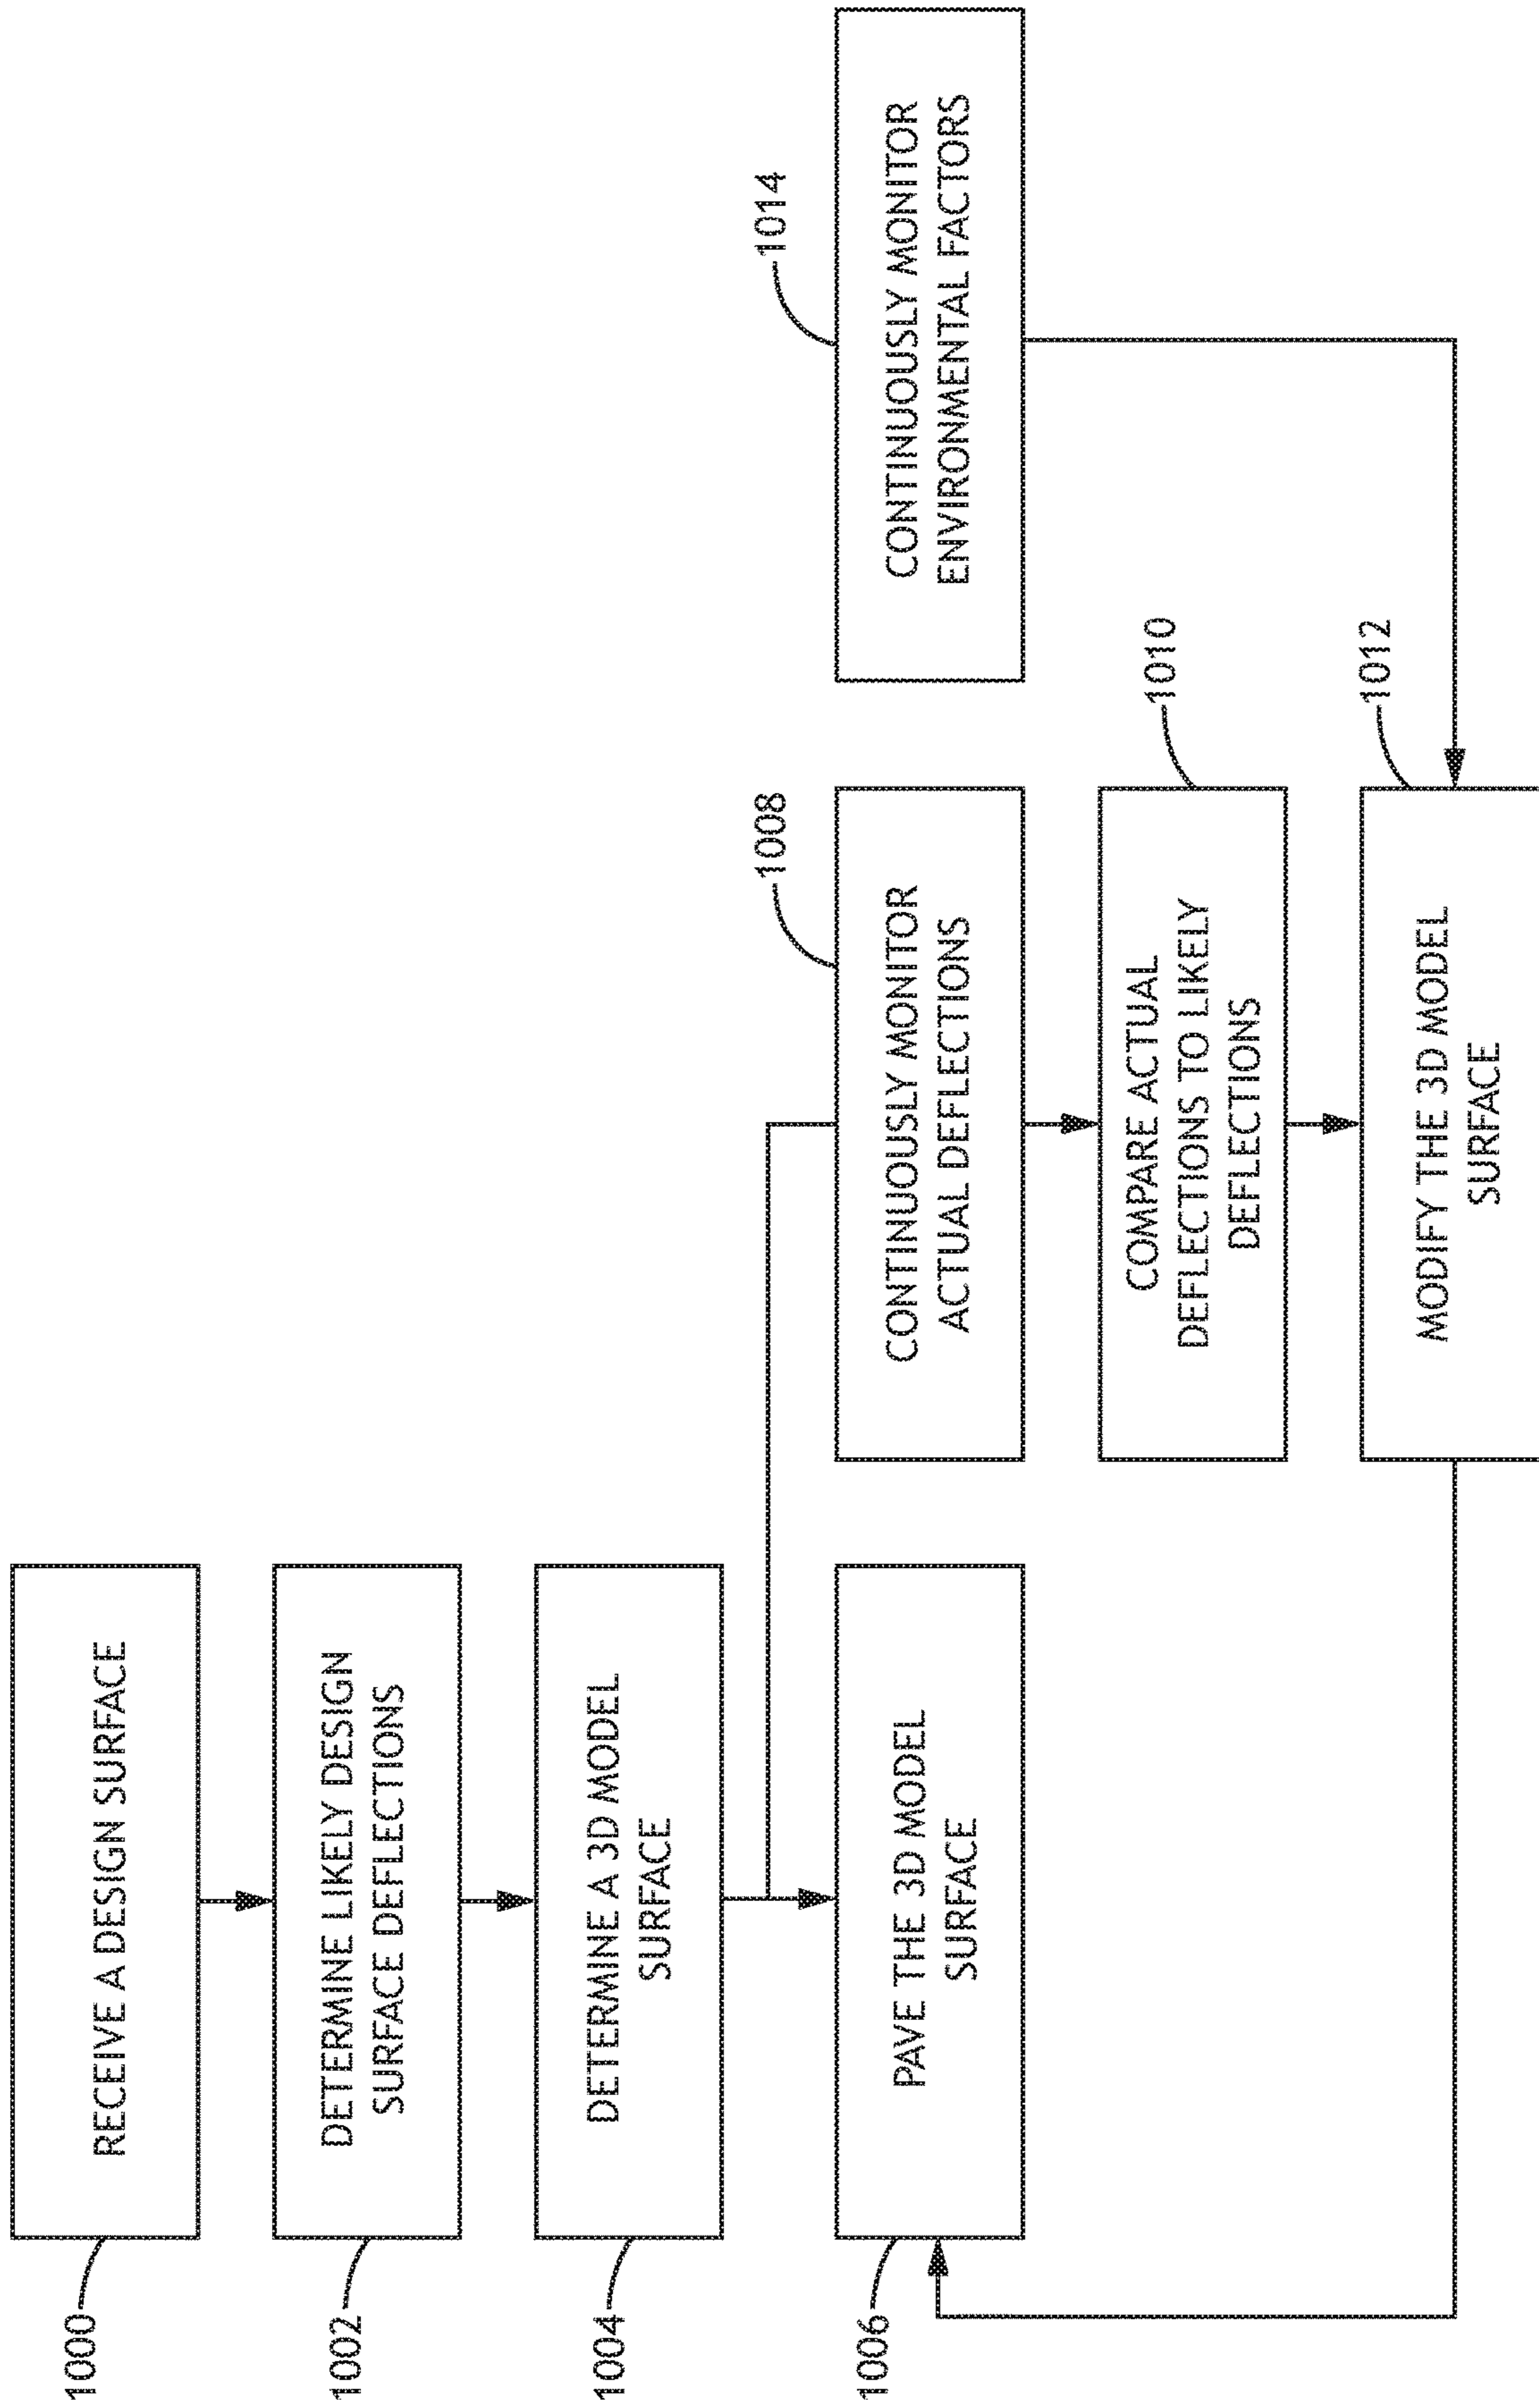 1000
RECEIVE A DESIGN SURFACE
1002
DETERMINE LIKELY DESIGN
SURFACE DEFLECTIONS
1004
DETERMINE A 3D MODEL
SURFACE
1006
PAVE THE 3D MODEL
SURFACE
1008
CONTINUOUSLY MONITOR
ACTUAL DEFLECTIONS
1010
COMPARE ACTUAL
DEFLECTIONS TO LIKELY
DEFLECTIONS
1012
MODIFY THE 3D MODEL
SURFACE
1014
CONTINUOUSLY MONITOR
ENVIRONMENTAL FACTORS